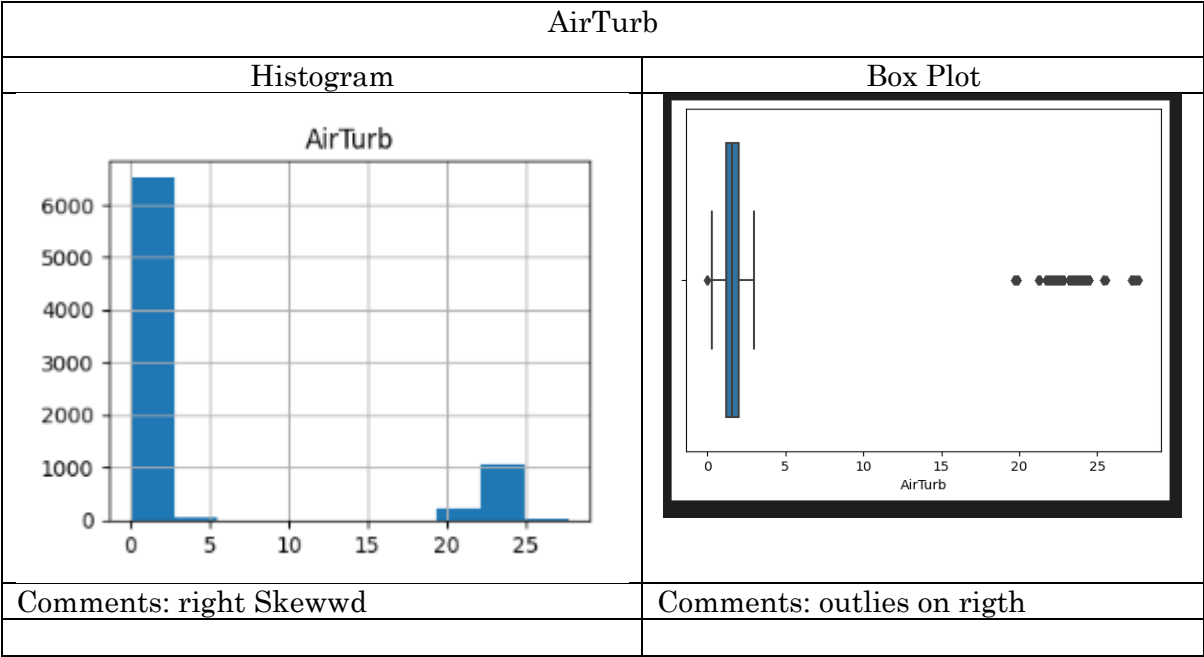 AirTurb
Histogram
Box Plot
AirTurb
6000
5000
4000
3000
2000
1000
0
0 5 10 15 20 25
0 5 10 15 20 25
AirTurb
Comments: right Skewwd
Comments: outlies on rigth